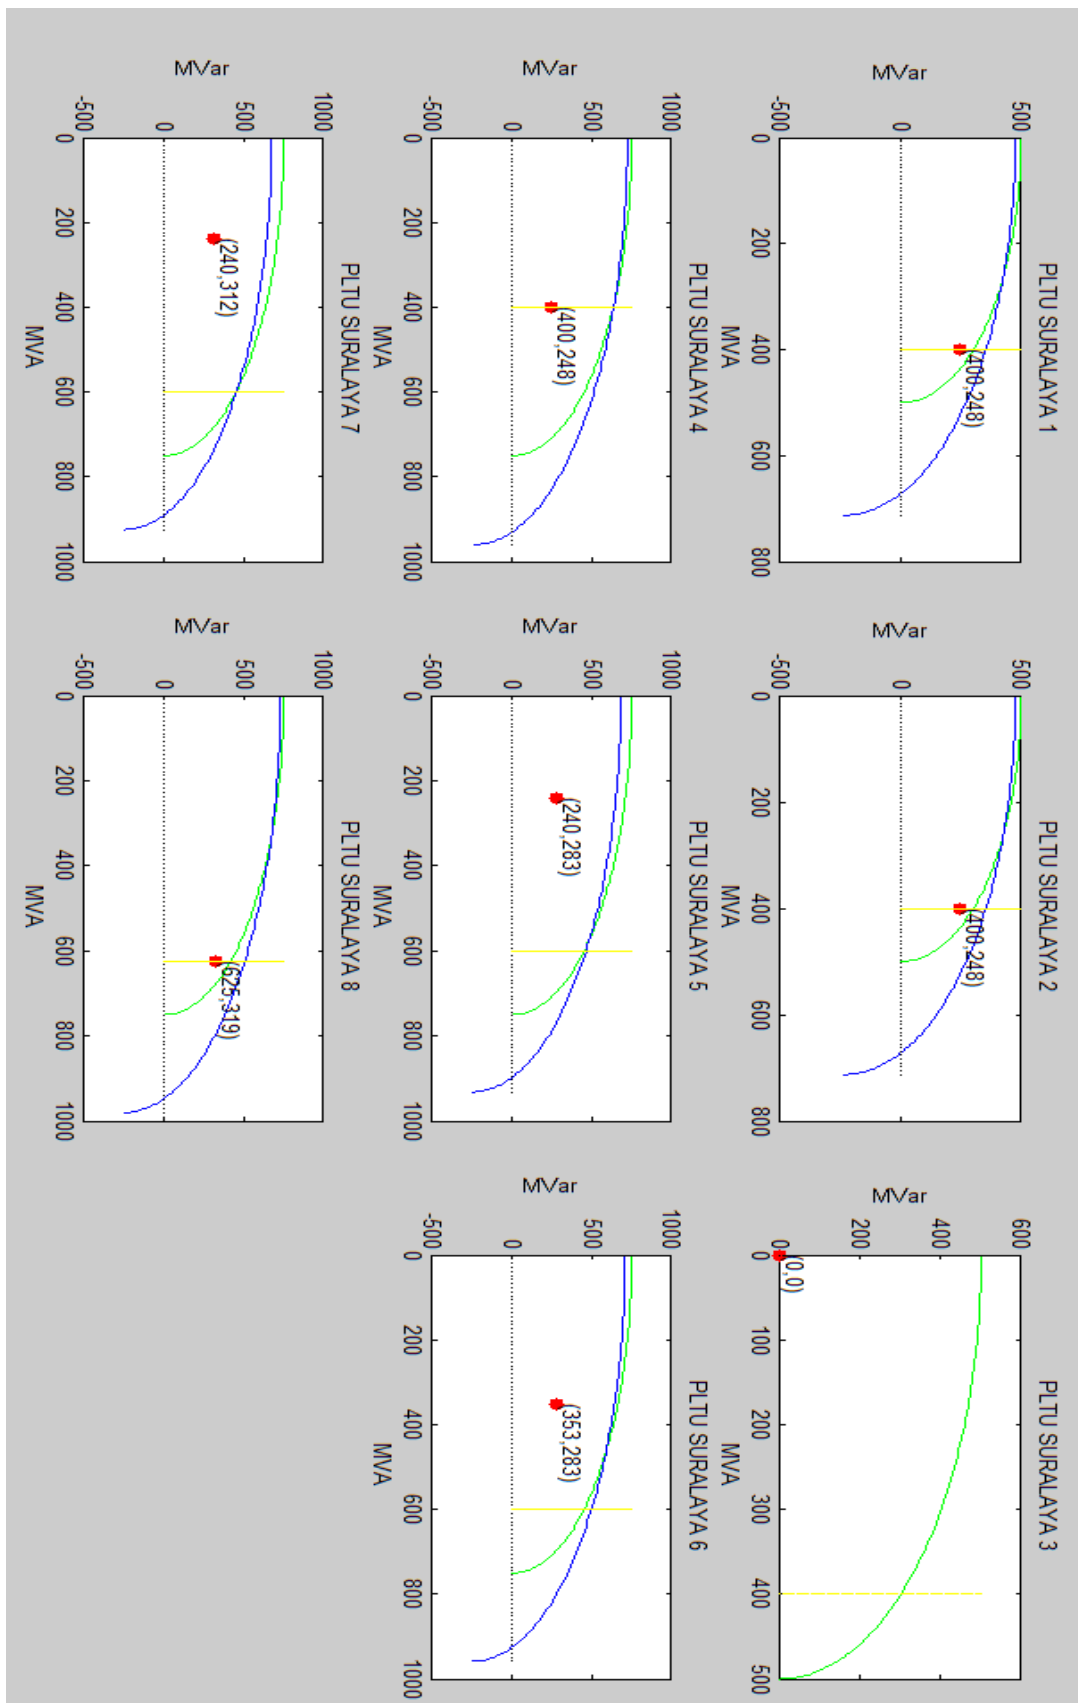 PLTU SURALAYA 1
MVar
500
0
-500
(400,248)
0 200 400 600 800
MVA
PLTU SURALAYA 2
MVar
500
0
-500
(400,248)
0 200 400 600 800
MVA
PLTU SURALAYA 3
MVar
600
400
200
0
(0,0)
0 100 200 300 400 500
MVA
PLTU SURALAYA 4
MVar
1000
500
0
-500
(400,248)
0 200 400 600 800 1000
MVA
PLTU SURALAYA 5
MVar
1000
500
0
-500
(240,283)
0 200 400 600 800 1000
MVA
PLTU SURALAYA 6
MVar
1000
500
0
-500
(353,283)
0 200 400 600 800 1000
MVA
PLTU SURALAYA 7
MVar
1000
500
0
-500
(240,312)
0 200 400 600 800 1000
MVA
PLTU SURALAYA 8
MVar
1000
500
0
-500
(625,319)
0 200 400 600 800 1000
MVA